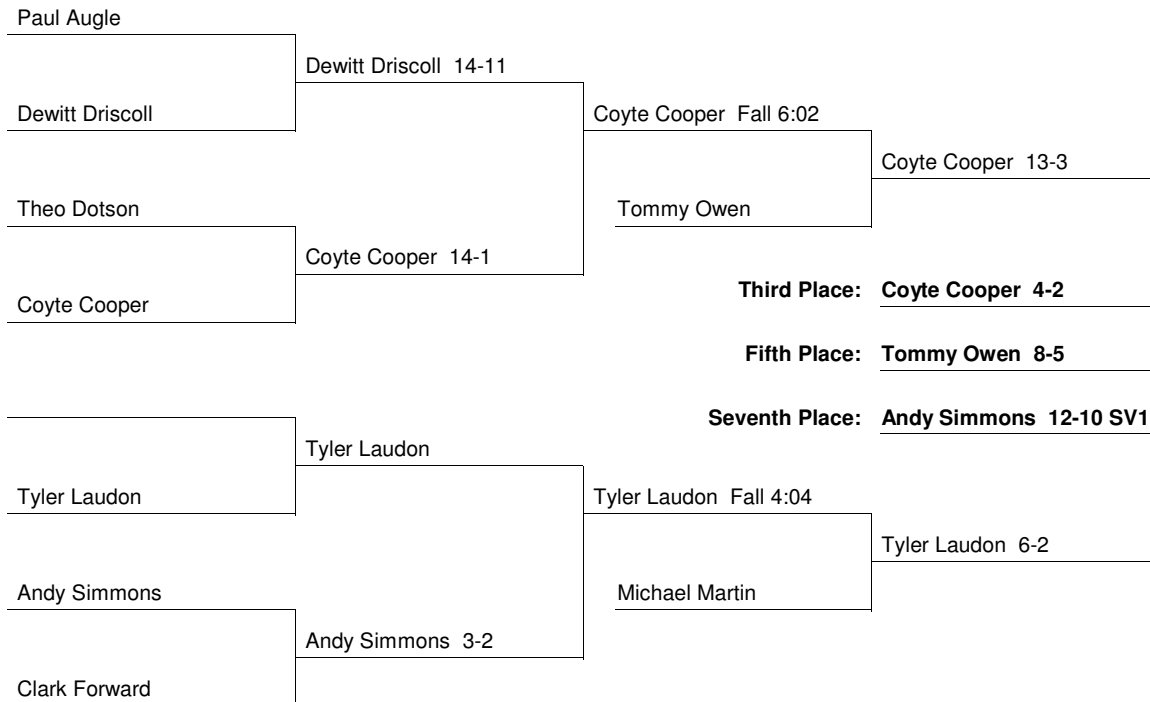 Paul Augle
Dewitt Driscoll 14-11
Dewitt Driscoll
Coyte Cooper Fall 6:02
Coyte Cooper 13-3
Theo Dotson
Tommy Owen
Coyte Cooper 14-1
Third Place: Coyte Cooper 4-2
Coyte Cooper
Fifth Place: Tommy Owen 8-5
Seventh Place: Andy Simmons 12-10 SV1
Tyler Laudon
Tyler Laudon
Tyler Laudon Fall 4:04
Tyler Laudon 6-2
Andy Simmons
Michael Martin
Andy Simmons 3-2
Clark Forward